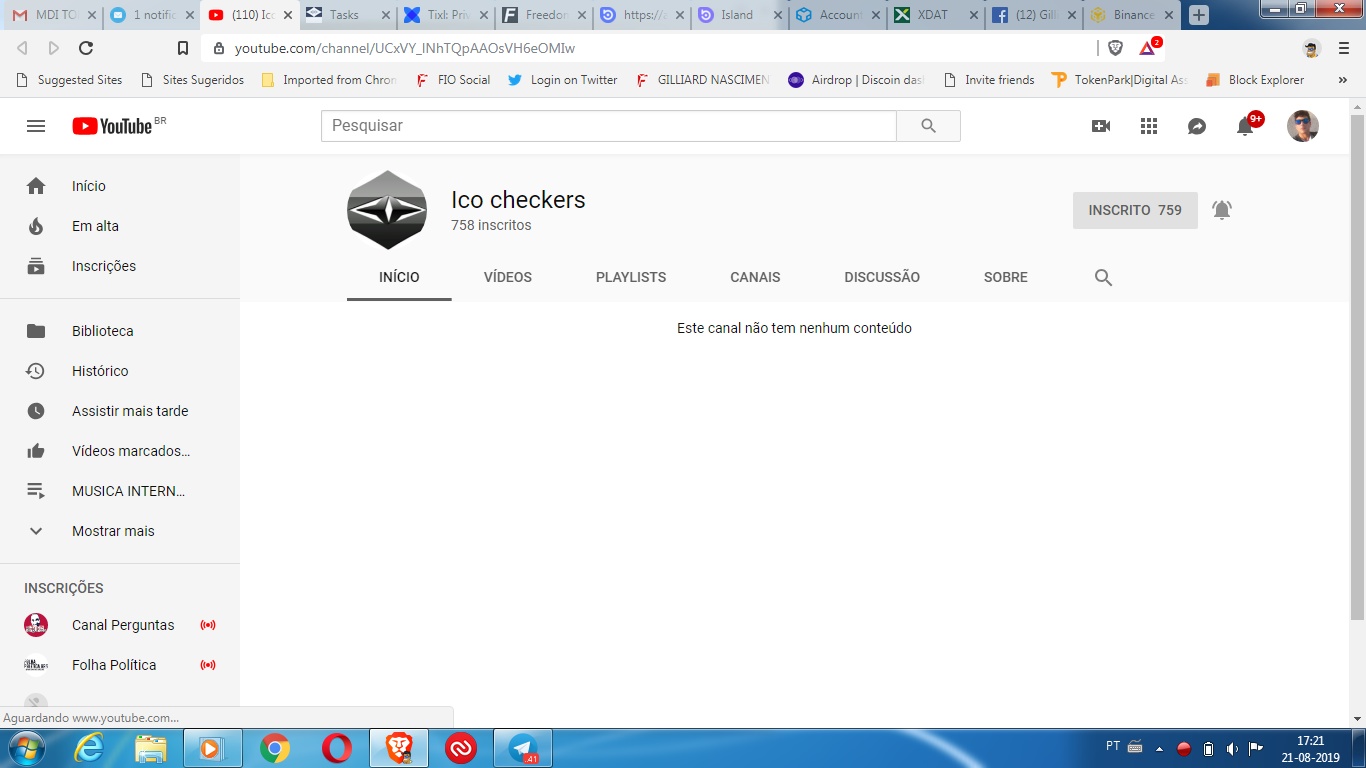 MDI TO
1 notific
(110) Ico
Tasks
Tixl: Priv
Freedon
https://a
Island
Account
XDAT
(12) Gill
Binance
youtube.com/channel/UCxVY_lNhTQpAAOsVH6eOMIw
2
Suggested Sites
Sites Sugeridos
Imported from Chron
FIO Social
Login on Twitter
GILLIARD NASCIMEN
Airdrop | Discoin das
Invite friends
TokenPark|Digital Ass
Block Explorer
»
YouTube BR
Pesquisar
9+
Início
Em alta
Inscrições
Biblioteca
Histórico
Assistir mais tarde
Vídeos marcados...
MUSICA INTERN...
Mostrar mais
INSCRIÇÕES
Canal Perguntas
Folha Política
Ico checkers
758 inscritos
INSCRITO 759
INÍCIO
VÍDEOS
PLAYLISTS
CANAIS
DISCUSSÃO
SOBRE
Este canal não tem nenhum conteúdo
Aguardando www.youtube.com...
.41
PT
17:21
21-08-2019